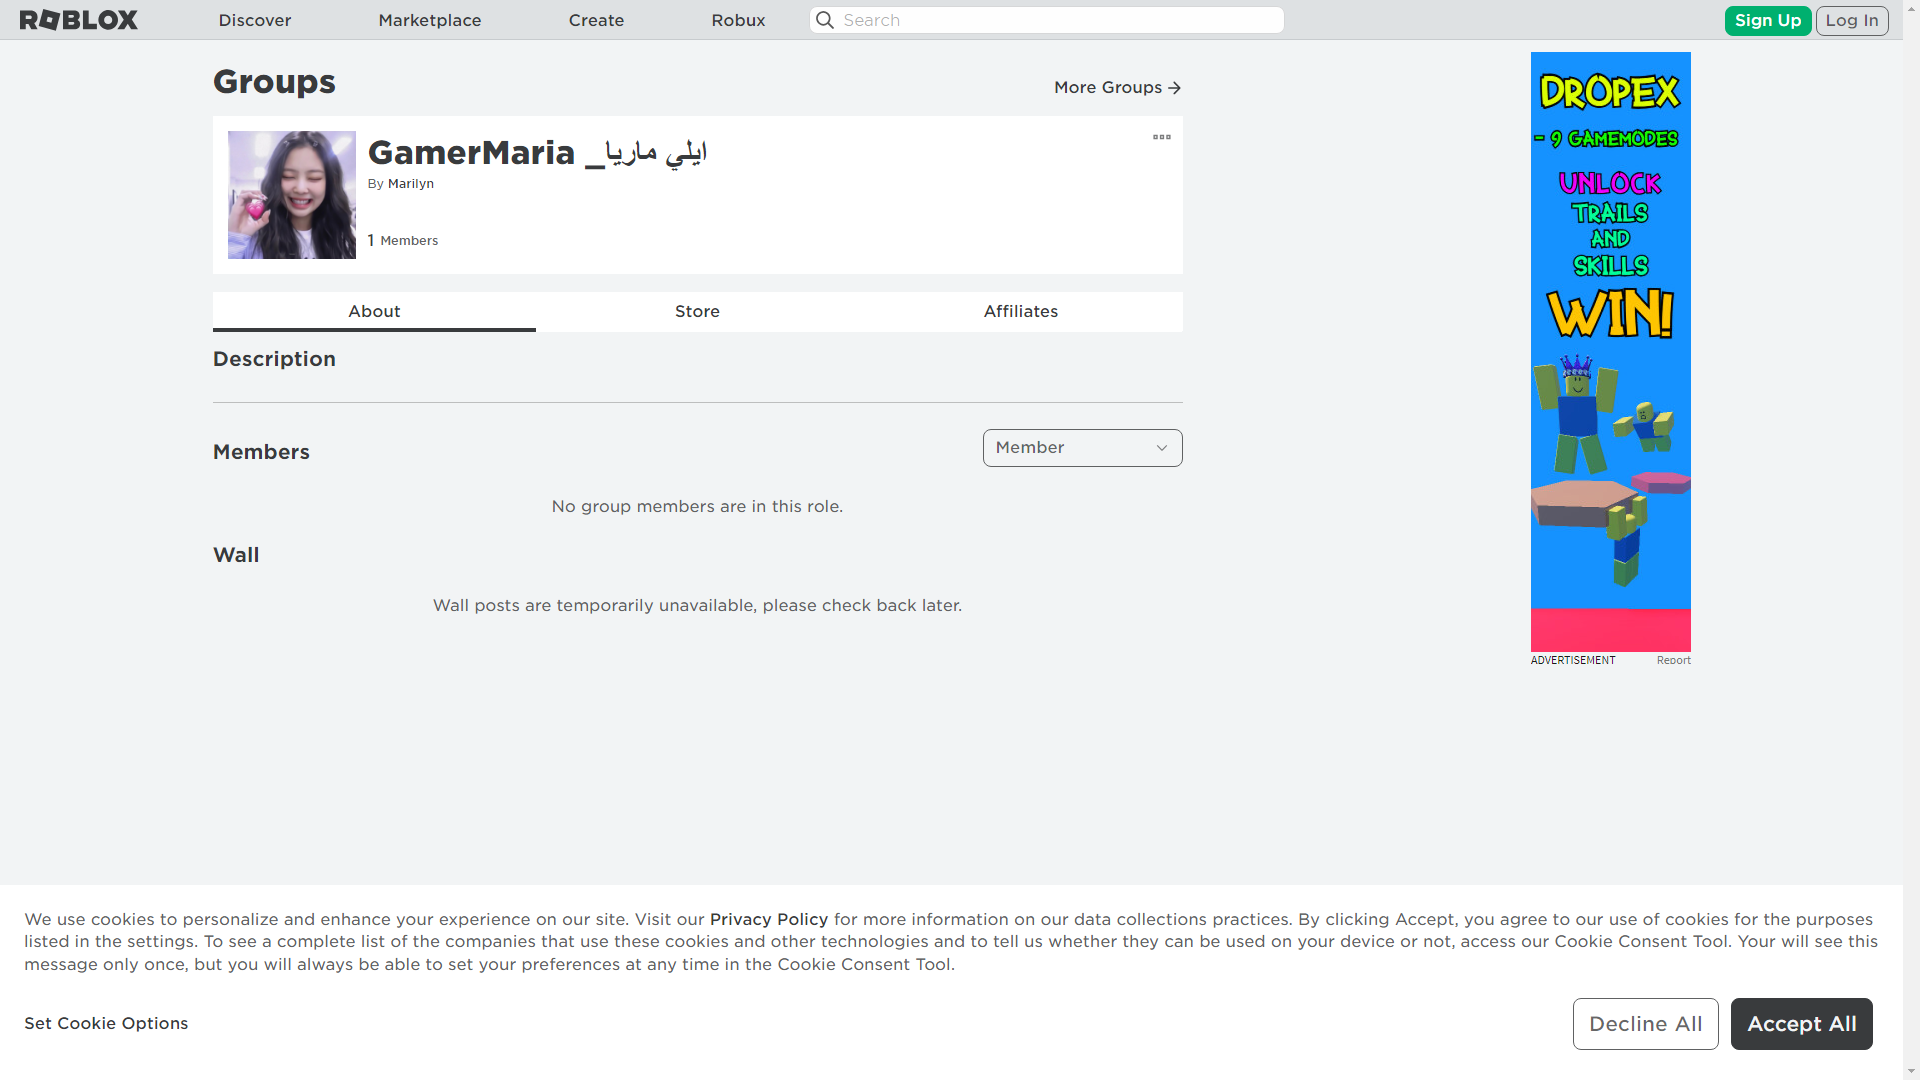 ROBLOX
Discover
Marketplace
Create
Robux
Search
Sign Up
Log In
Groups
More Groups
GamerMaria _ايلي ماريا
By Marilyn
1 Members
About
Store
Affiliates
Description
Members
Member
No group members are in this role.
Wall
Wall posts are temporarily unavailable, please check back later.
DROPEX
- 9 GAMEMODES
UNLOCK
TRAILS
AND
SKILLS
WIN!
ADVERTISEMENT
Report
We use cookies to personalize and enhance your experience on our site. Visit our Privacy Policy for more information on our data collections practices. By clicking Accept, you agree to our use of cookies for the purposes
listed in the settings. To see a complete list of the companies that use these cookies and other technologies and to tell us whether they can be used on your device or not, access our Cookie Consent Tool. Your will see this
message only once, but you will always be able to set your preferences at any time in the Cookie Consent Tool.
Set Cookie Options
Decline All
Accept All